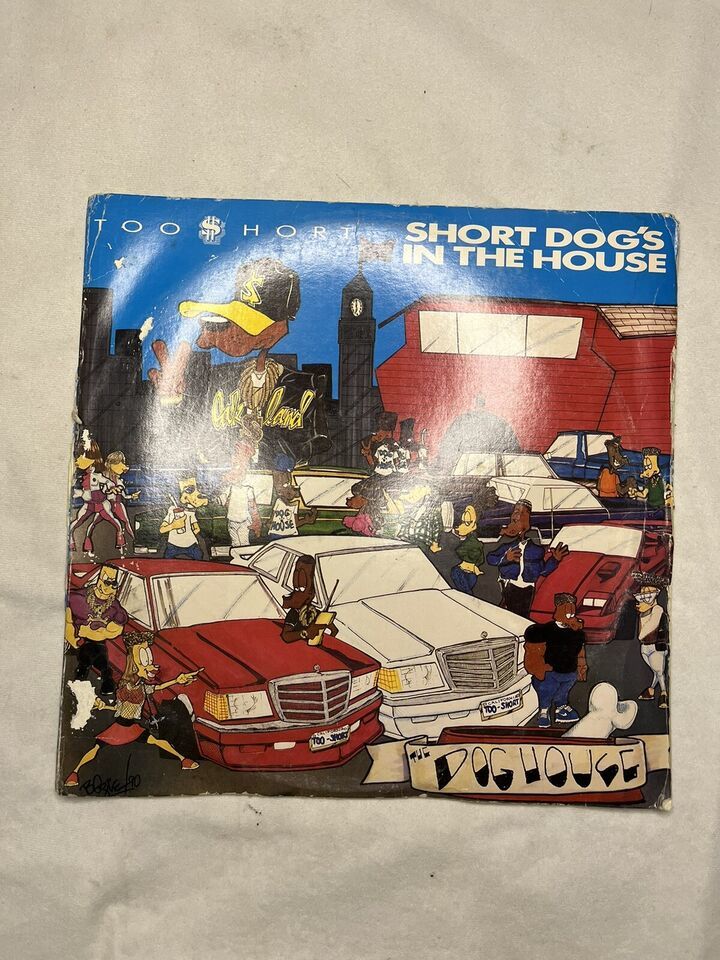 TOO $HORT
SHORT DOG'S
IN THE HOUSE
Oakland
DOG
HOUSE
TOO-SHORT
TOO-SHORT
THE DOG HOUSE